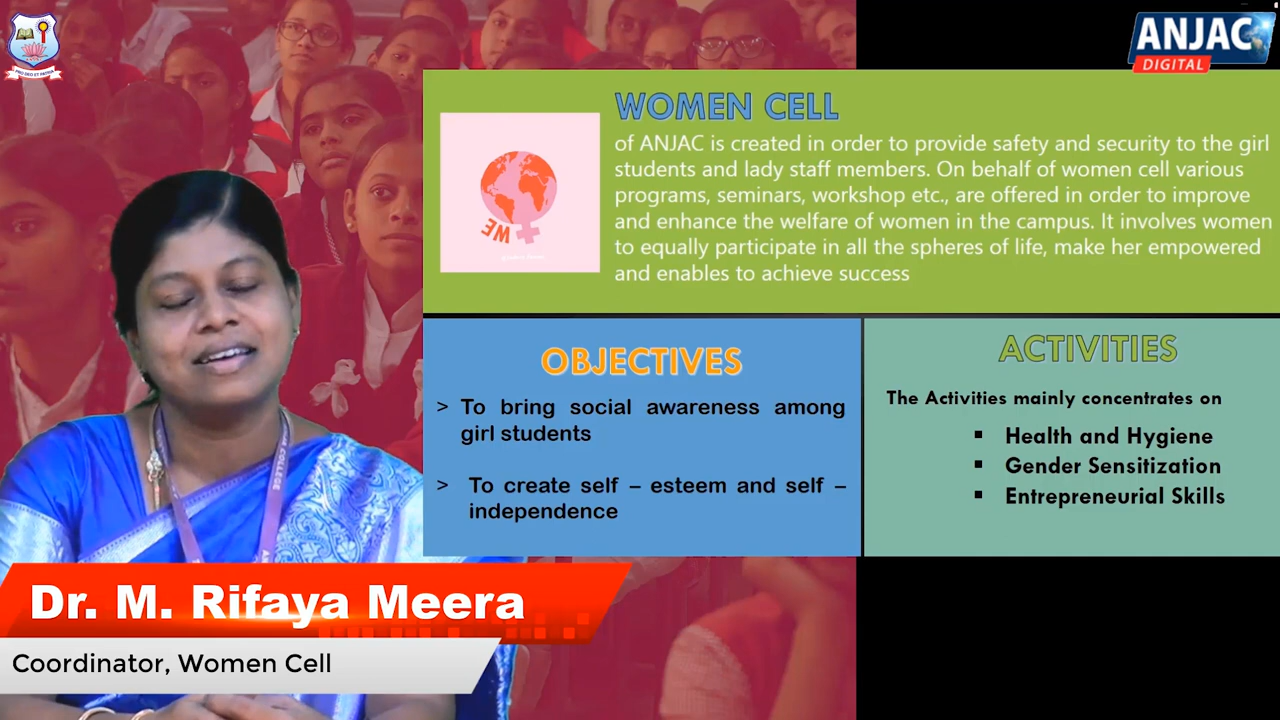 PRO DEO ET PATRIA
ANJAC
DIGITAL
WOMEN CELL
of ANJAC is created in order to provide safety and security to the girl
students and lady staff members. On behalf of women cell various
programs, seminars, workshop etc., are offered in order to improve
and enhance the welfare of women in the campus. It involves women
to equally participate in all the spheres of life, make her empowered
and enables to achieve success
WE
OBJECTIVES
> To bring social awareness among
girl students
> To create self – esteem and self –
independence
ACTIVITIES
The Activities mainly concentrates on
▪ Health and Hygiene
▪ Gender Sensitization
▪ Entrepreneurial Skills
COLLEGE
Dr. M. Rifaya Meera
Coordinator, Women Cell